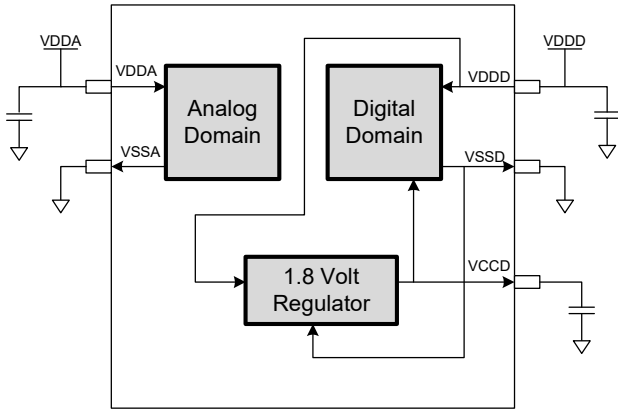 VDDA
VDDD
VDDA
VDDD
Analog
Domain
Digital
Domain
VSSA
VSSD
VCCD
1.8 Volt
Regulator